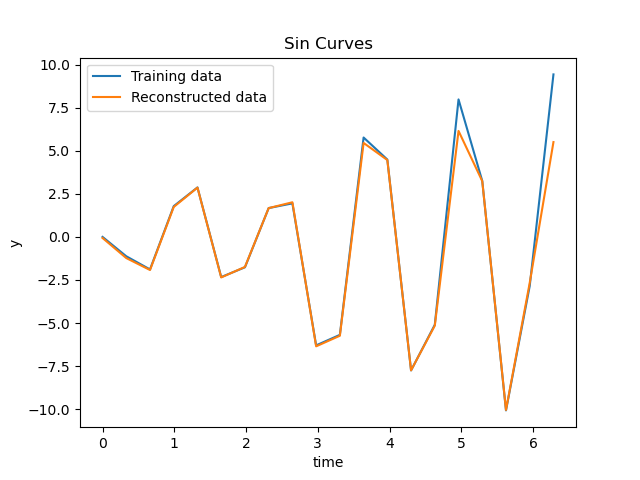 Sin Curves
Training data
Reconstructed data
10.0
7.5
5.0
2.5
0.0
−2.5
−5.0
−7.5
−10.0
y
0 1 2 3 4 5 6
time